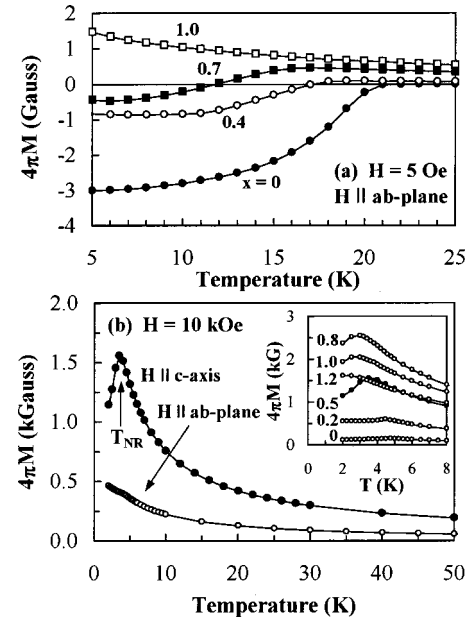 2
1
0
-1
-2
-3
-4
4πM (Gauss)
1.0
0.7
0.4
x = 0
(a) H = 5 Oe
H || ab-plane
5 10 15 20 25
Temperature (K)
2.0
1.5
1.0
0.5
0.0
4πM (kGauss)
(b) H = 10 kOe
H || c-axis
H || ab-plane
T_NR
0 10 20 30 40 50
Temperature (K)
3
2
1
0
4πM (kG)
0.8
1.0
1.2
0.5
0.2
0
0 2 4 6 8
T (K)